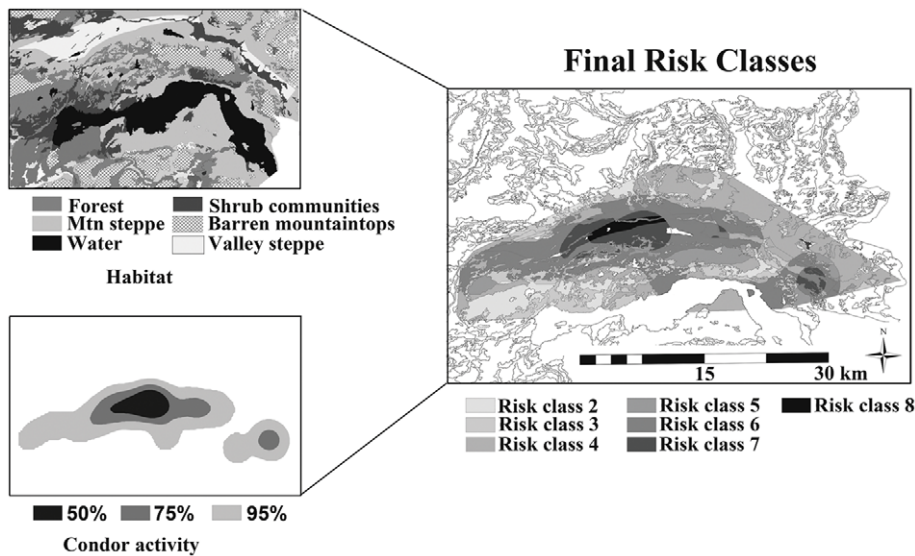 Final Risk Classes
Forest
Mtn steppe
Water
Shrub communities
Barren mountaintops
Valley steppe
Habitat
N
15
30 km
Risk class 2
Risk class 3
Risk class 4
Risk class 5
Risk class 6
Risk class 7
Risk class 8
50%
75%
95%
Condor activity